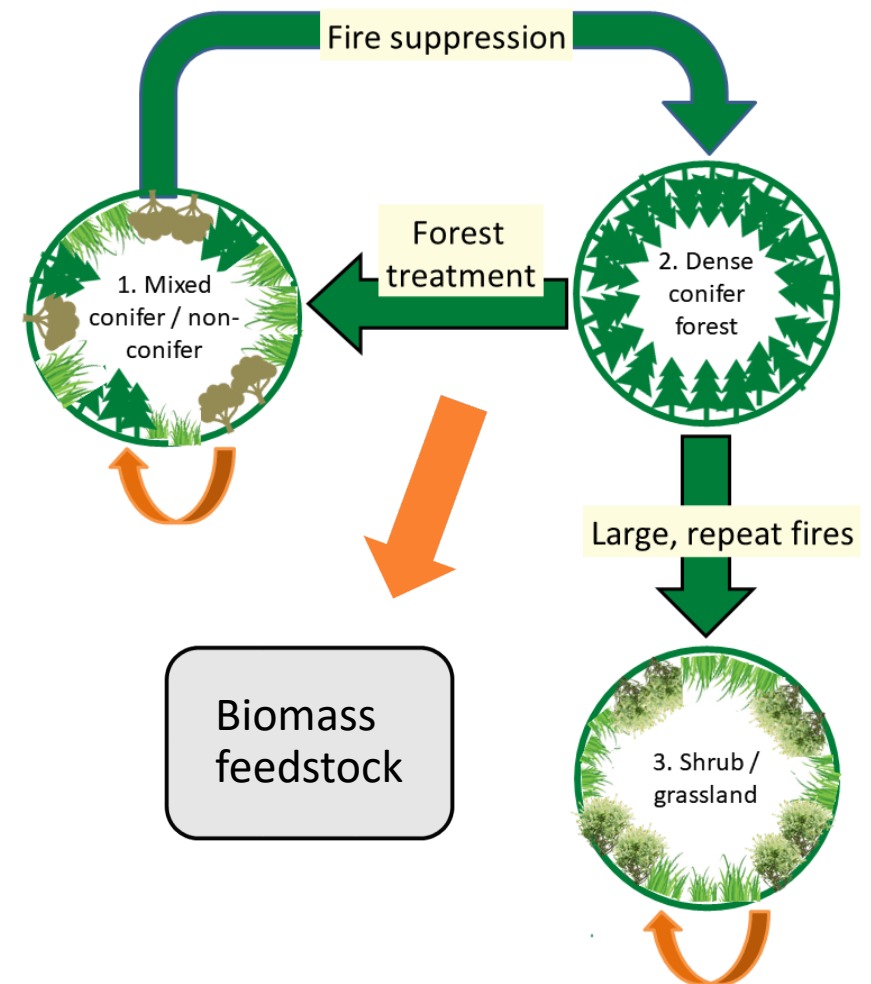 Fire suppression
Forest
treatment
1. Mixed
conifer / non-
conifer
2. Dense
conifer
forest
Large, repeat fires
Biomass
feedstock
3. Shrub /
grassland